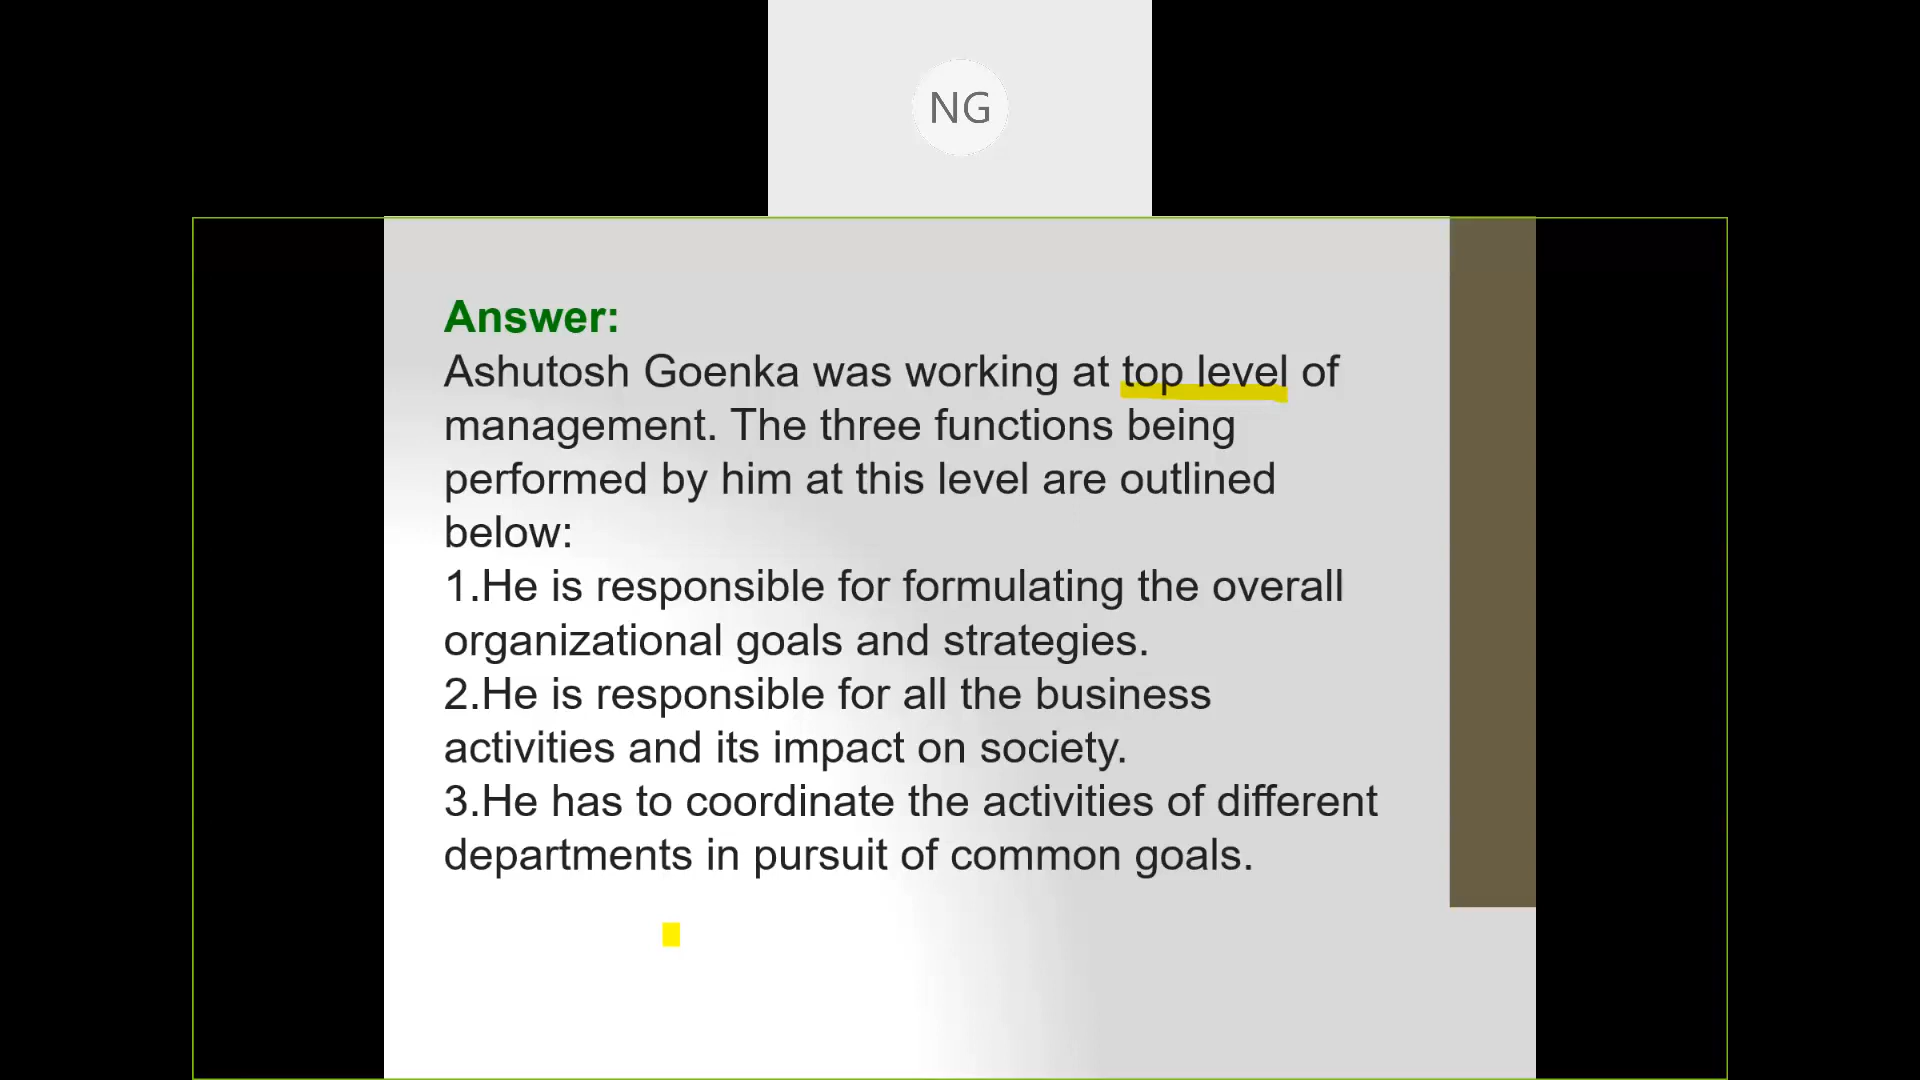 NG
Answer:
Ashutosh Goenka was working at top level of
management. The three functions being
performed by him at this level are outlined
below:
1.He is responsible for formulating the overall
organizational goals and strategies.
2.He is responsible for all the business
activities and its impact on society.
3.He has to coordinate the activities of different
departments in pursuit of common goals.